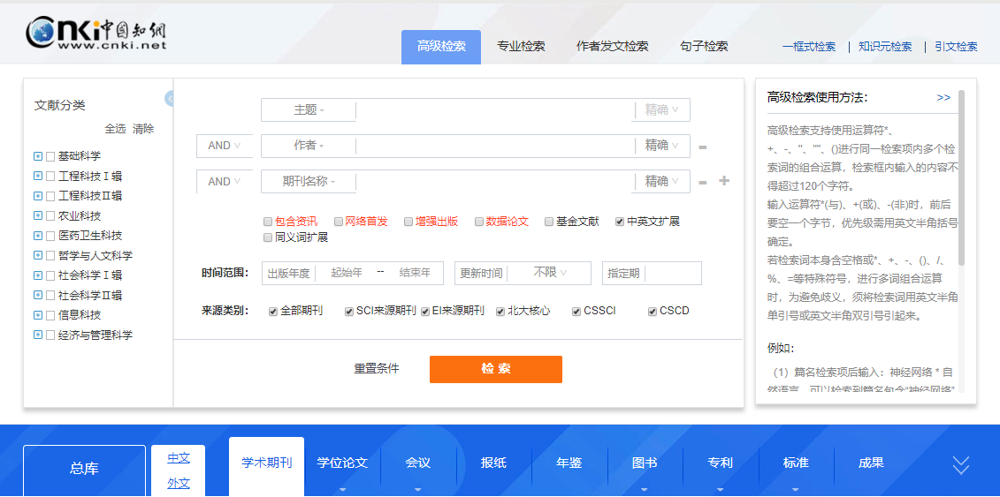 cnki中国知網
www.cnki.net
高级检索 专业检索 作者发文检索 句子检索 一框式检索 | 知识元检索 | 引文检索
文献分类
全选 清除
基础科学
工程科技Ⅰ辑
工程科技Ⅱ辑
农业科技
医药卫生科技
哲学与人文科学
社会科学Ⅰ辑
社会科学Ⅱ辑
信息科技
经济与管理科学
主题 精确
AND 作者 精确
AND 期刊名称 精确
包含资讯 网络首发 增强出版 数据论文 基金文献 中英文扩展
同义词扩展
时间范围： 出版年度 起始年 -- 结束年 更新时间 不限 指定期
来源类别： 全部期刊 SCI来源期刊 EI来源期刊 北大核心 CSSCI CSCD
重置条件 检 索
高级检索使用方法： >>
高级检索支持使用运算符*、
+、-、''、""、()进行同一检索项内多个检
索词的组合运算，检索框内输入的内容不
得超过120个字符。
输入运算符*(与)、+(或)、-(非)时，前后
要空一个字节，优先级需用英文半角括号
确定。
若检索词本身含空格或*、+、-、()、/、
%、=等特殊符号，进行多词组合运算
时，为避免歧义，须将检索词用英文半角
单引号或英文半角双引号引起来。
例如：
（1）篇名检索项后输入：神经网络 * 自
然语言，可以检索到篇名包含“神经网络”
总库 中文 学术期刊 学位论文 会议 报纸 年鉴 图书 专利 标准 成果
外文